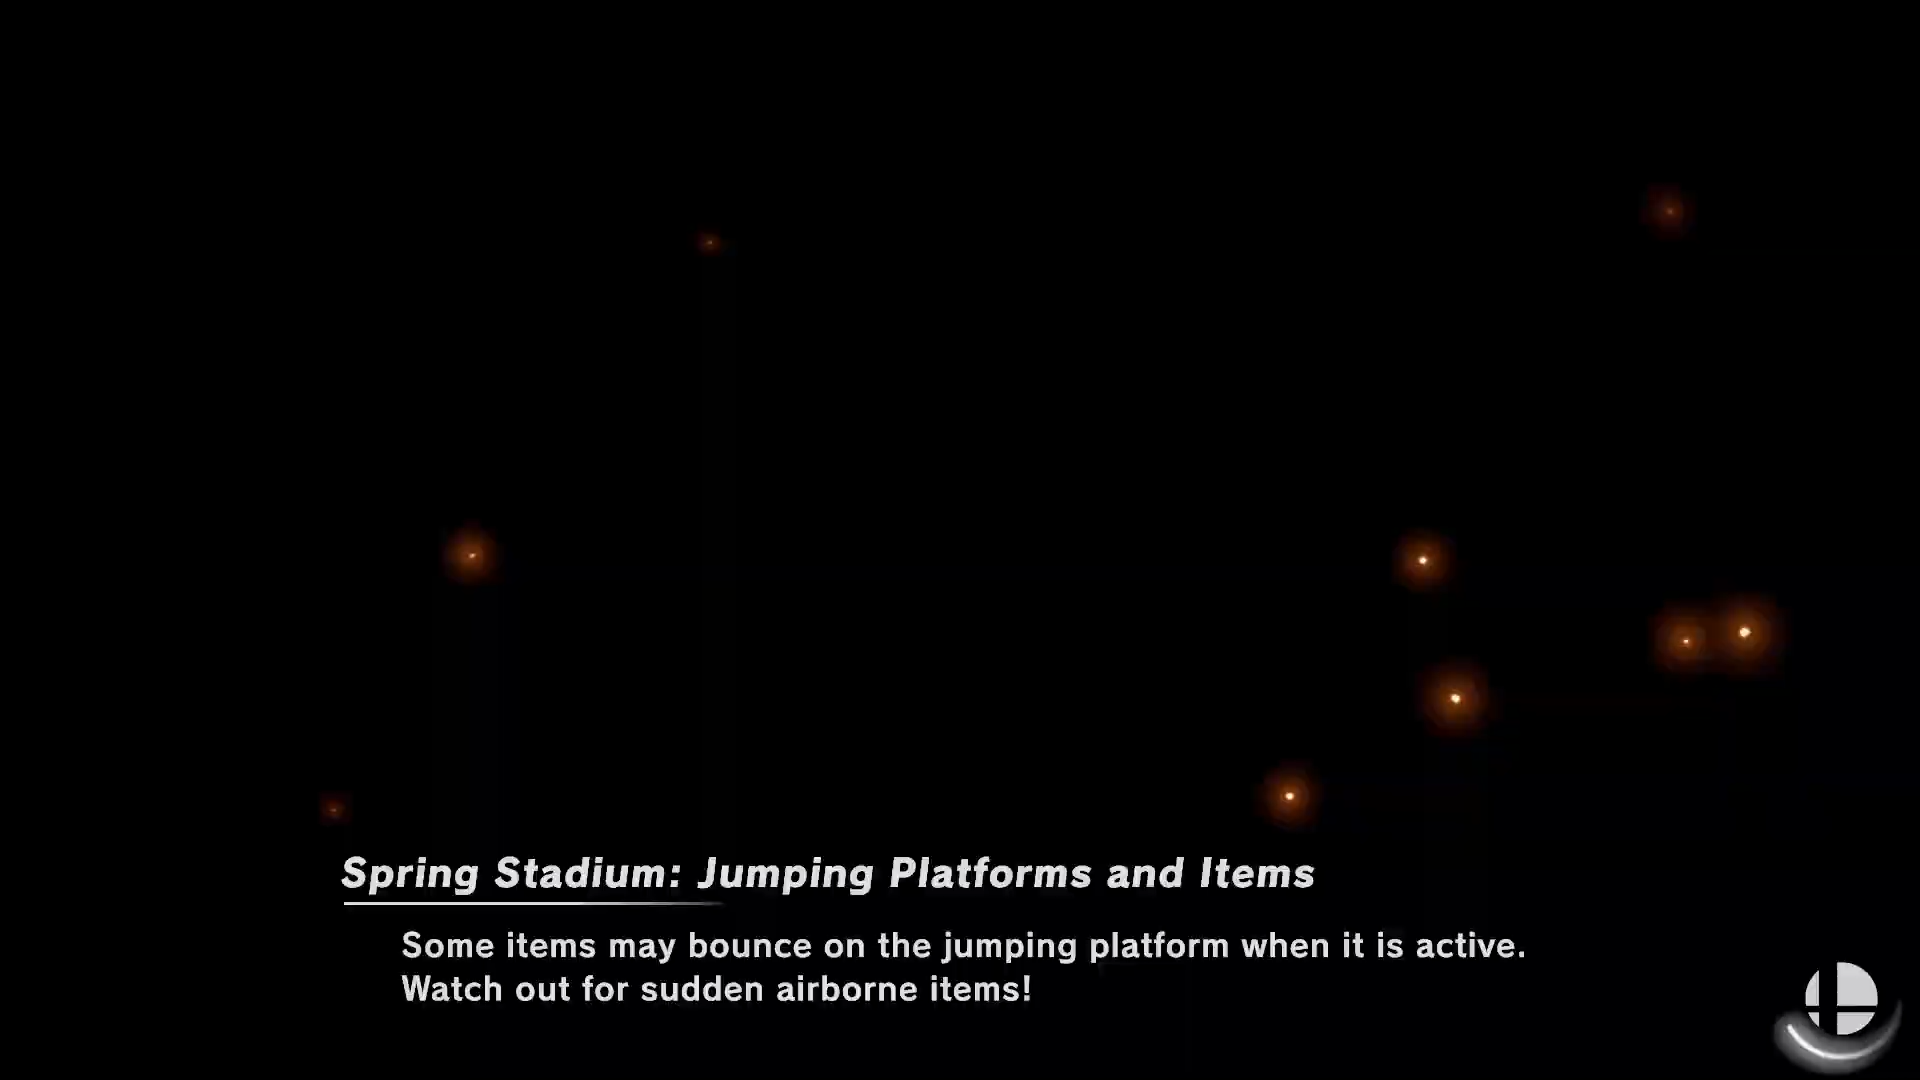 Spring Stadium: Jumping Platforms and Items
Some items may bounce on the jumping platform when it is active.
Watch out for sudden airborne items!